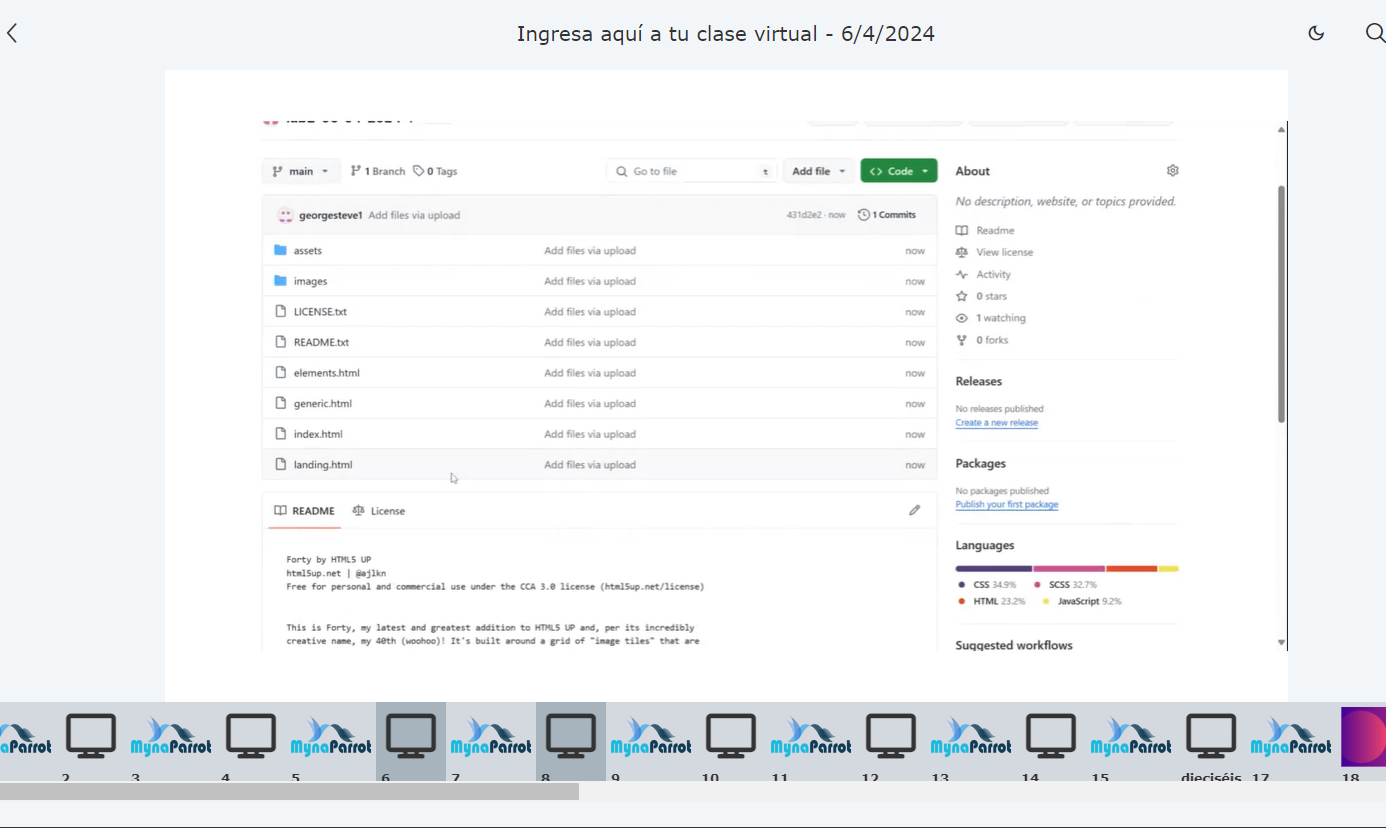 Ingresa aquí a tu clase virtual - 6/4/2024
main
1 Branch
0 Tags
Go to file
t
Add file
Code
georgesteve1 Add files via upload
431d2e2 · now
1 Commits
assets Add files via upload now
images Add files via upload now
LICENSE.txt Add files via upload now
README.txt Add files via upload now
elements.html Add files via upload now
generic.html Add files via upload now
index.html Add files via upload now
landing.html Add files via upload now
README
License
Forty by HTML5 UP
html5up.net | @ajlkn
Free for personal and commercial use under the CCA 3.0 license (html5up.net/license)
This is Forty, my latest and greatest addition to HTML5 UP and, per its incredibly
creative name, my 40th (woohoo)! It's built around a grid of "image tiles" that are
About
No description, website, or topics provided.
Readme
View license
Activity
0 stars
1 watching
0 forks
Releases
No releases published
Create a new release
Packages
No packages published
Publish your first package
Languages
CSS 34.9% SCSS 32.7%
HTML 23.2% JavaScript 9.2%
Suggested workflows
aParrot MynaParrot MynaParrot MynaParrot MynaParrot MynaParrot MynaParrot MynaParrot MynaParrot
2 3 4 5 6 7 8 9 10 11 12 13 14 15 dieciséis 17 18